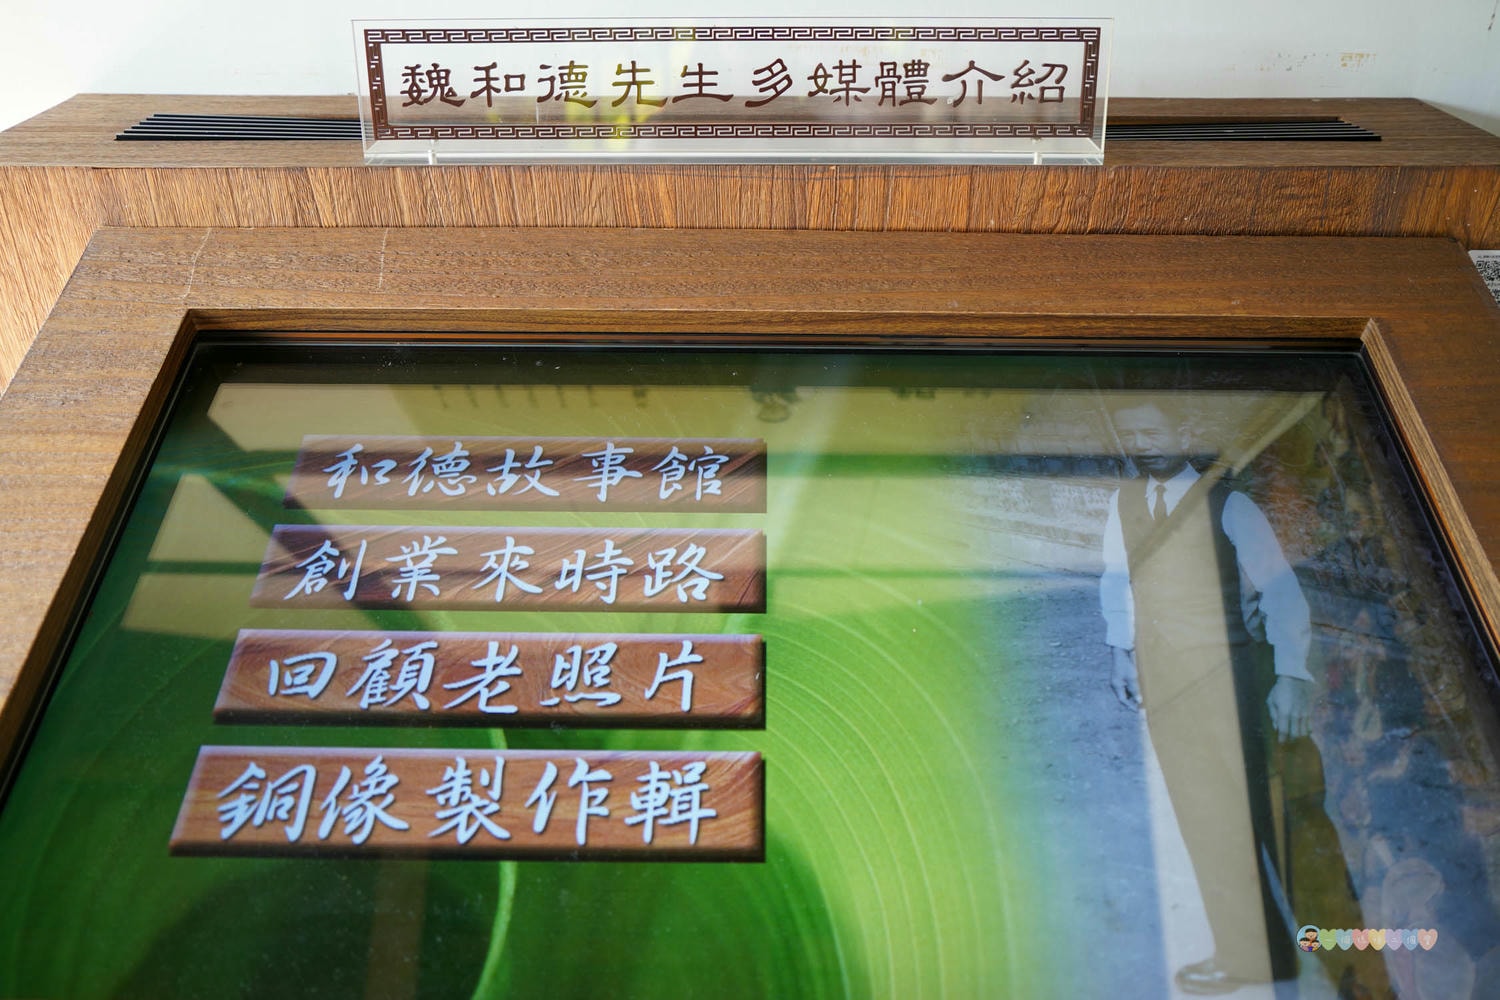 魏和德先生多媒體介紹
和德故事館
創業來時路
回顧老照片
銅像製作輯